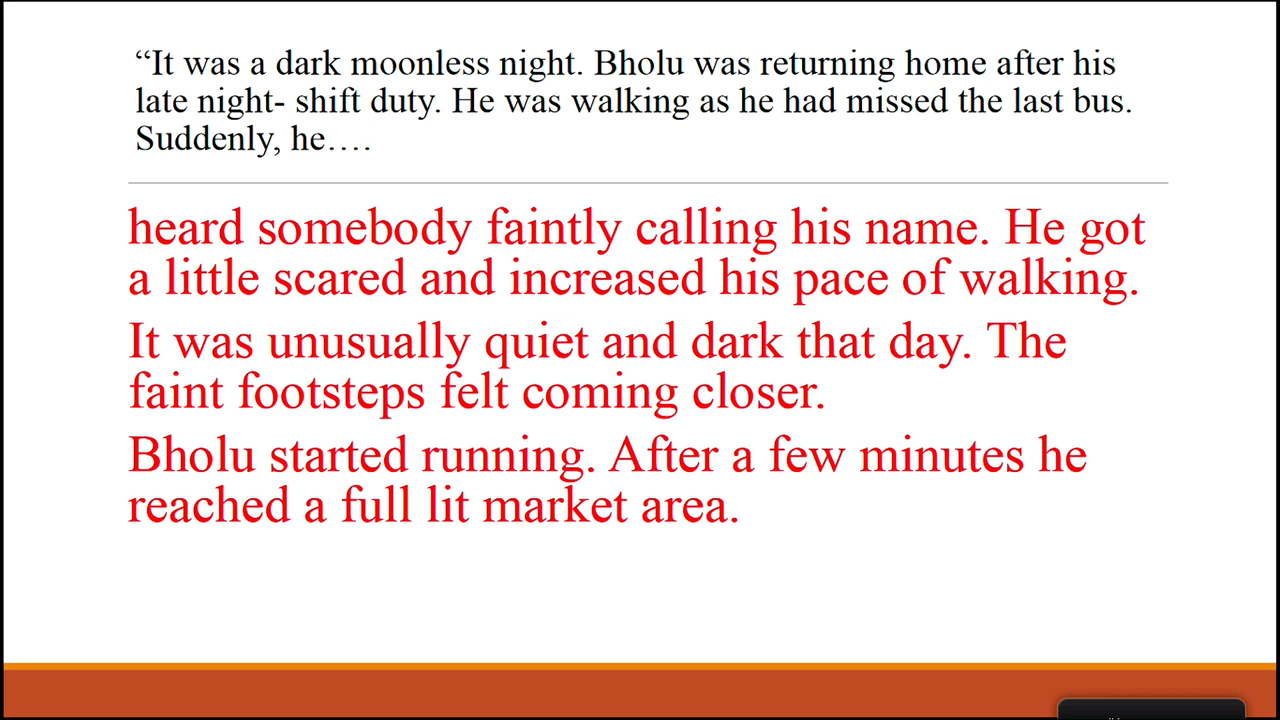 “It was a dark moonless night. Bholu was returning home after his
late night- shift duty. He was walking as he had missed the last bus.
Suddenly, he….
heard somebody faintly calling his name. He got
a little scared and increased his pace of walking.
It was unusually quiet and dark that day. The
faint footsteps felt coming closer.
Bholu started running. After a few minutes he
reached a full lit market area.